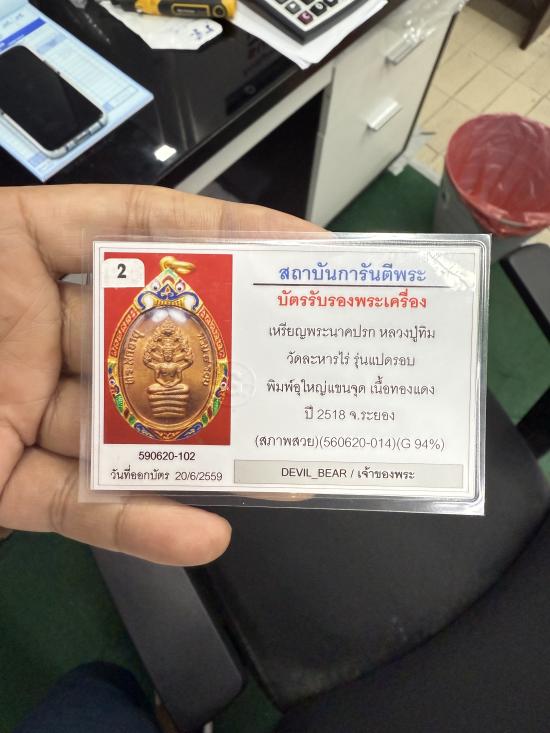 2
สถาบันการันตีพระ
บัตรรับรองพระเครื่อง
เหรียญพระนาคปรก หลวงปู่ทิม
วัดละหารไร่ รุ่นแปดรอบ
พิมพ์อุใหญ่แขนจุด เนื้อทองแดง
ปี 2518 จ.ระยอง
(สภาพสวย)(560620-014)(G 94%)
590620-102
วันที่ออกบัตร 20/6/2559
DEVIL_BEAR / เจ้าของพระ